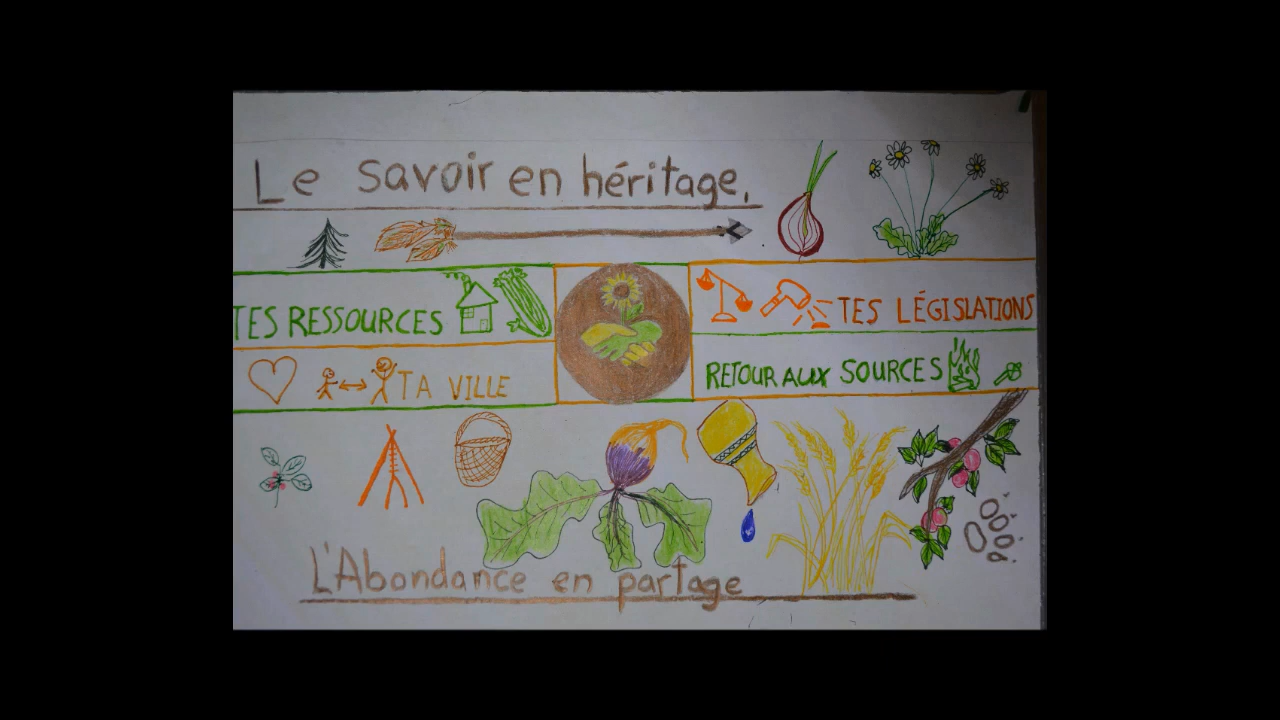 Le savoir en héritage.
TES RESSOURCES
TES LÉGISLATIONS
TA VILLE
RETOUR AUX SOURCES
L'Abondance en partage